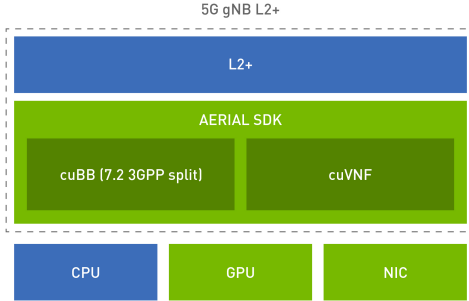 5G gNB L2+
L2+
AERIAL SDK
cuBB (7.2 3GPP split)
cuVNF
CPU
GPU
NIC